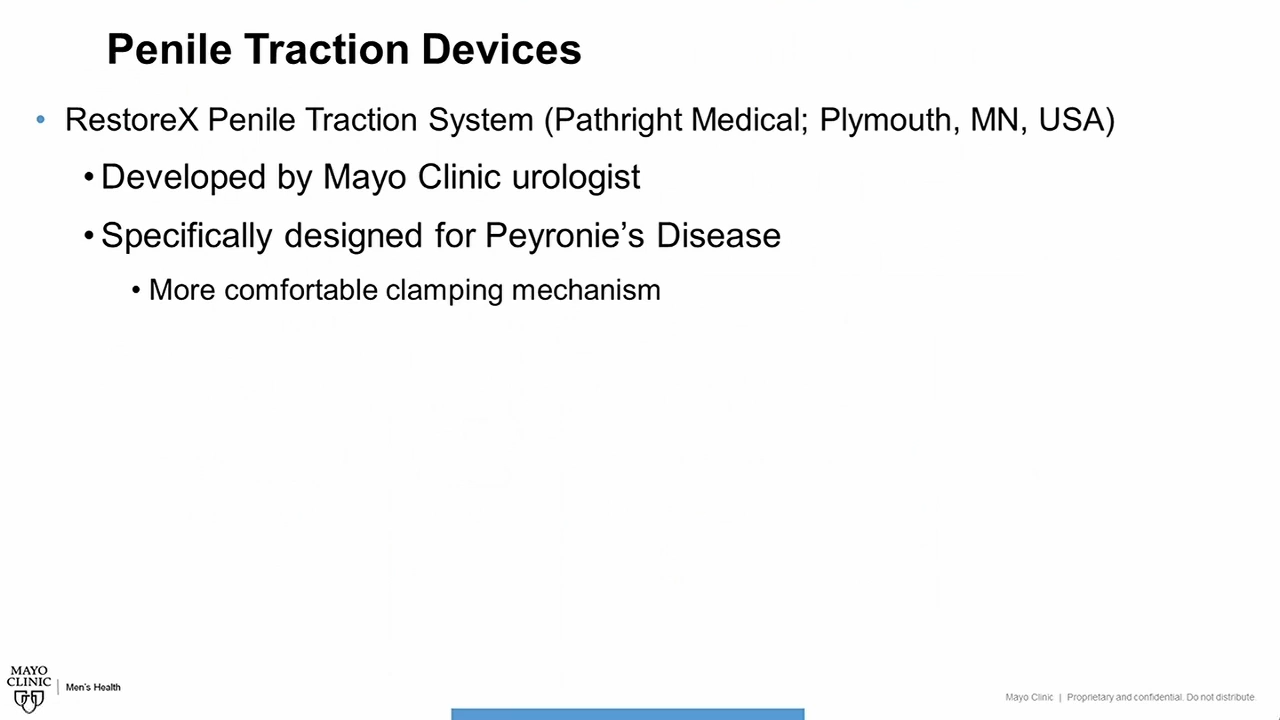 Penile Traction Devices
• RestoreX Penile Traction System (Pathright Medical; Plymouth, MN, USA)
• Developed by Mayo Clinic urologist
• Specifically designed for Peyronie’s Disease
• More comfortable clamping mechanism
MAYO
CLINIC
Men's Health
Mayo Clinic | Proprietary and confidential. Do not distribute.